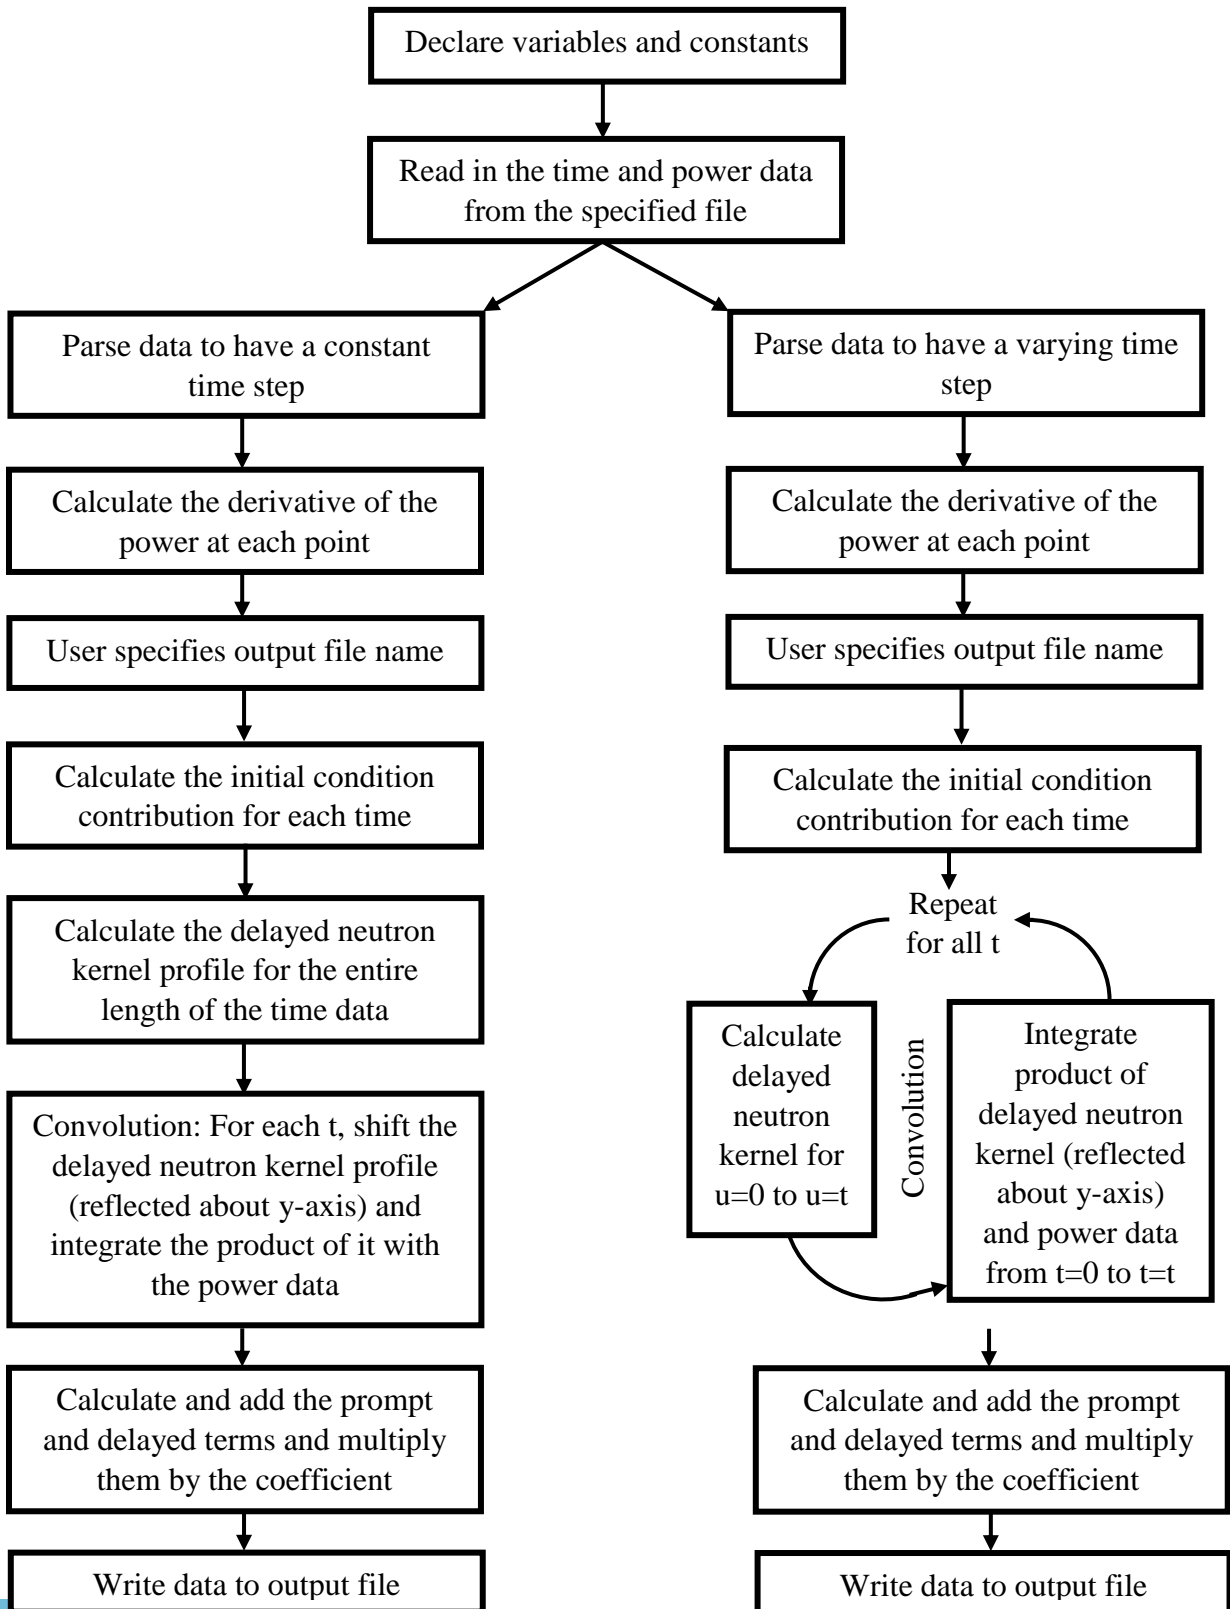 Declare variables and constants
Read in the time and power data
from the specified file
Parse data to have a constant
time step
Calculate the derivative of the
power at each point
User specifies output file name
Calculate the initial condition
contribution for each time
Calculate the delayed neutron
kernel profile for the entire
length of the time data
Convolution: For each t, shift the
delayed neutron kernel profile
(reflected about y-axis) and
integrate the product of it with
the power data
Calculate and add the prompt
and delayed terms and multiply
them by the coefficient
Write data to output file
Parse data to have a varying time
step
Calculate the derivative of the
power at each point
User specifies output file name
Calculate the initial condition
contribution for each time
Repeat
for all t
Calculate
delayed
neutron
kernel for
u=0 to u=t
Convolution
Integrate
product of
delayed neutron
kernel (reflected
about y-axis)
and power data
from t=0 to t=t
Calculate and add the prompt
and delayed terms and multiply
them by the coefficient
Write data to output file